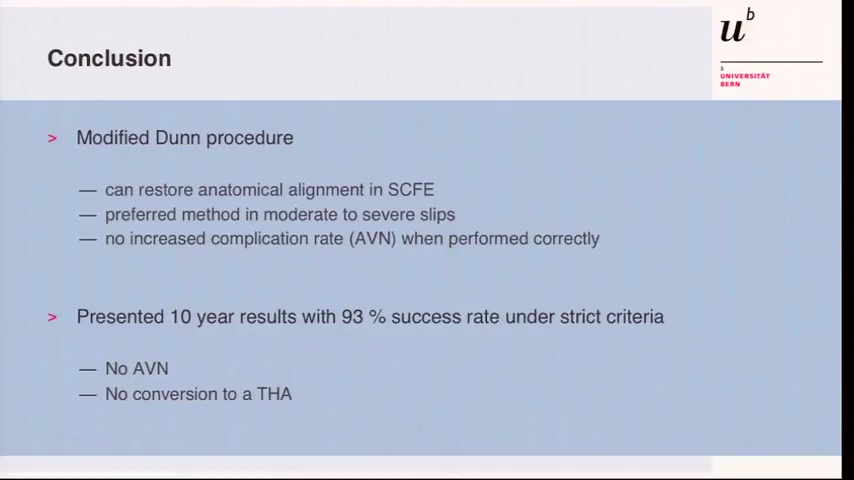 Conclusion
u b
b
UNIVERSITÄT
BERN
> Modified Dunn procedure
— can restore anatomical alignment in SCFE
— preferred method in moderate to severe slips
— no increased complication rate (AVN) when performed correctly
> Presented 10 year results with 93 % success rate under strict criteria
— No AVN
— No conversion to a THA